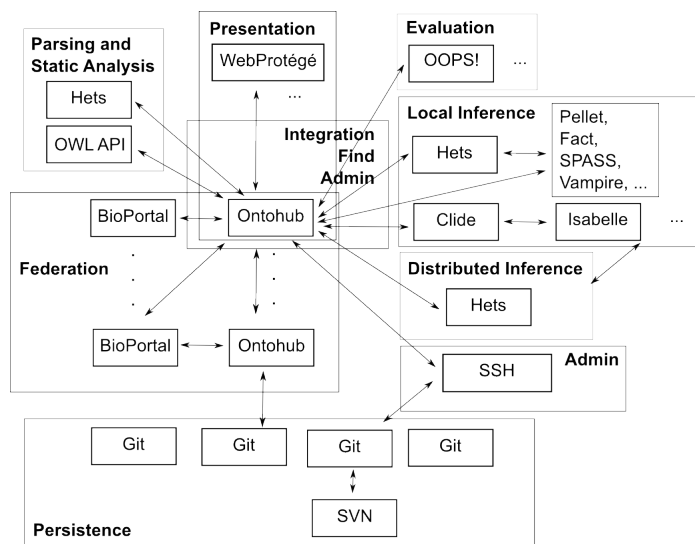 Parsing and
Static Analysis
Hets
OWL API
Presentation
WebProtégé
...
Evaluation
OOPS!
...
Integration
Find
Admin
Local Inference
Hets
Pellet,
Fact,
SPASS,
Vampire, ...
Clide
Isabelle
...
BioPortal
Ontohub
Federation
BioPortal
Ontohub
Distributed Inference
Hets
Admin
SSH
Git
Git
Git
Git
SVN
Persistence